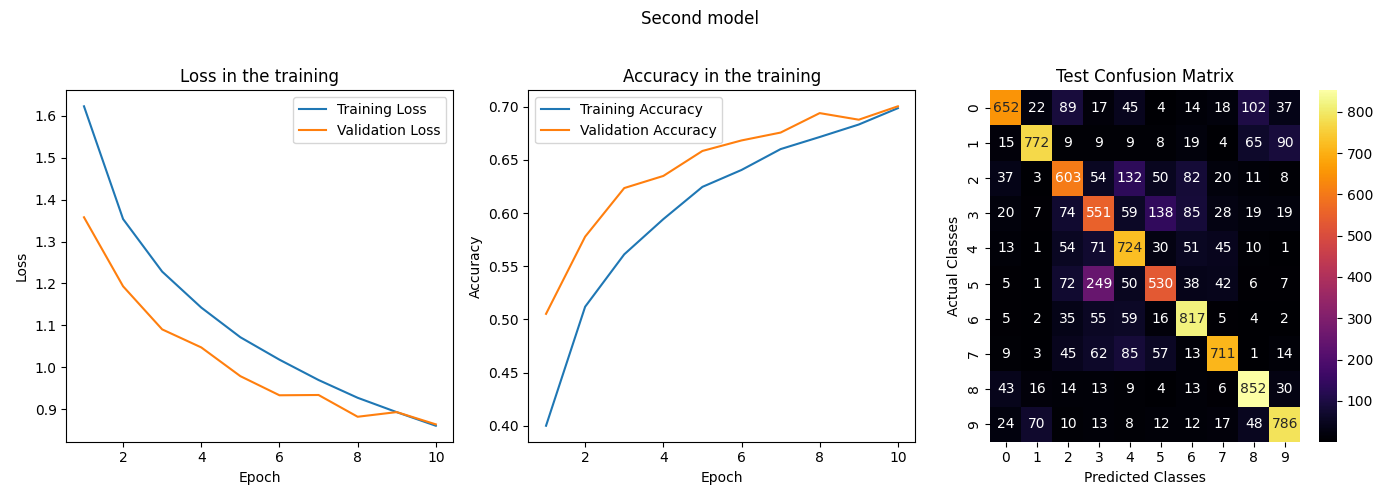 Second model
Loss in the training
Training Loss
Validation Loss
1.6
1.5
1.4
1.3
1.2
1.1
1.0
0.9
Loss
2 4 6 8 10
Epoch
Accuracy in the training
Training Accuracy
Validation Accuracy
0.70
0.65
0.60
0.55
0.50
0.45
0.40
Accuracy
2 4 6 8 10
Epoch
Test Confusion Matrix
Actual Classes
0 652 22 89 17 45 4 14 18 102 37
1 15 772 9 9 9 8 19 4 65 90
2 37 3 603 54 132 50 82 20 11 8
3 20 7 74 551 59 138 85 28 19 19
4 13 1 54 71 724 30 51 45 10 1
5 5 1 72 249 50 530 38 42 6 7
6 5 2 35 55 59 16 817 5 4 2
7 9 3 45 62 85 57 13 711 1 14
8 43 16 14 13 9 4 13 6 852 30
9 24 70 10 13 8 12 12 17 48 786
0 1 2 3 4 5 6 7 8 9
Predicted Classes
800
700
600
500
400
300
200
100